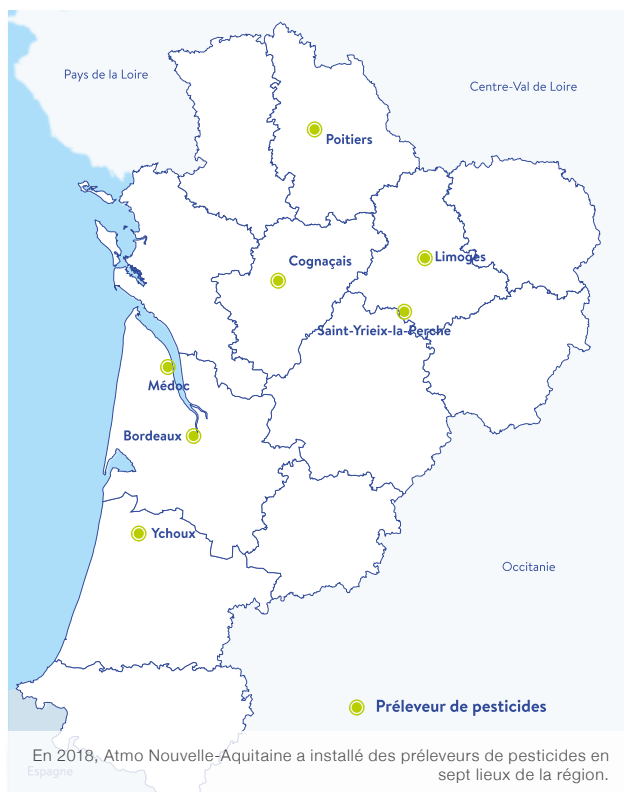 Pays de la Loire
Centre-Val de Loire
Poitiers
Cognaçais
Limoges
Saint-Yrieix-la-Perche
Médoc
Bordeaux
Ychoux
Occitanie
Préleveur de pesticides
En 2018, Atmo Nouvelle-Aquitaine a installé des préleveurs de pesticides en
sept lieux de la région.
Espagne